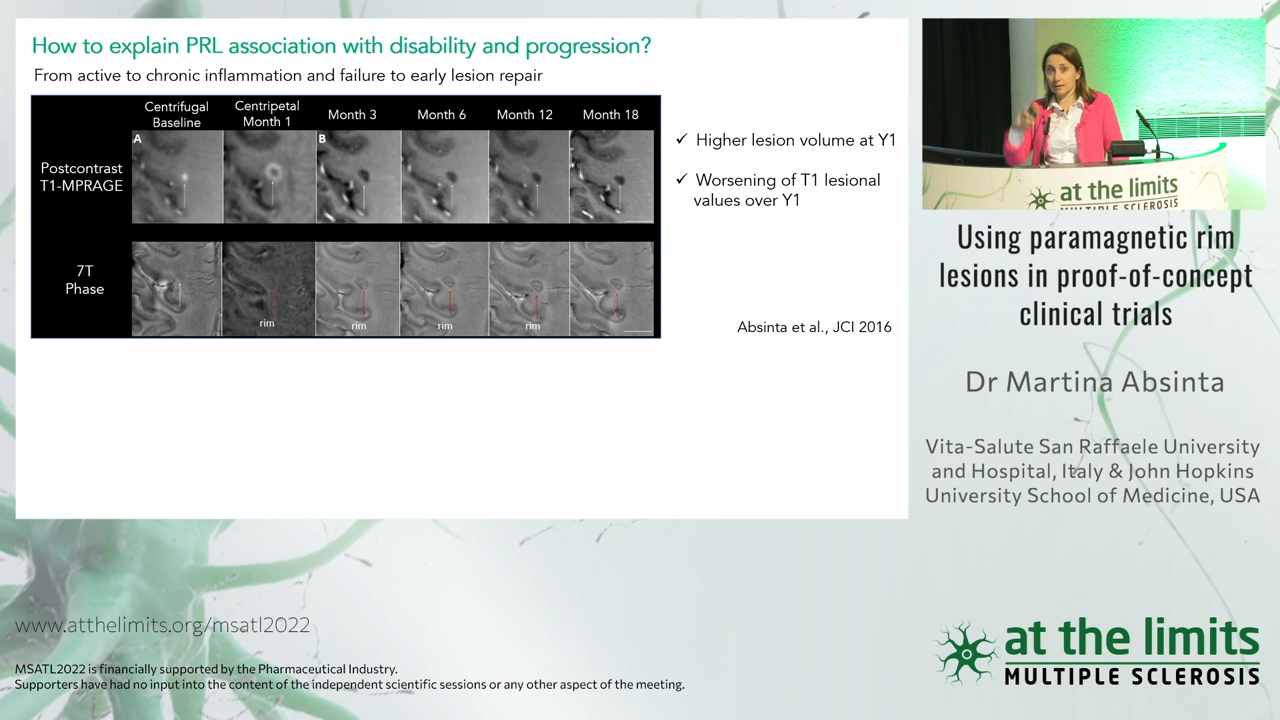 How to explain PRL association with disability and progression?
From active to chronic inflammation and failure to early lesion repair
Centrifugal
Baseline
Centripetal
Month 1
Month 3
Month 6
Month 12
Month 18
A
B
Postcontrast
T1-MPRAGE
7T
Phase
rim
rim
rim
rim
rim
✓ Higher lesion volume at Y1
✓ Worsening of T1 lesional
values over Y1
Absinta et al., JCI 2016
at the limits
MULTIPLE SCLEROSIS
Using paramagnetic rim
lesions in proof-of-concept
clinical trials
Dr Martina Absinta
Vita-Salute San Raffaele University
and Hospital, Italy & John Hopkins
University School of Medicine, USA
www.atthelimits.org/msatl2022
MSATL2022 is financially supported by the Pharmaceutical Industry.
Supporters have had no input into the content of the independent scientific sessions or any other aspect of the meeting.
at the limits
MULTIPLE SCLEROSIS